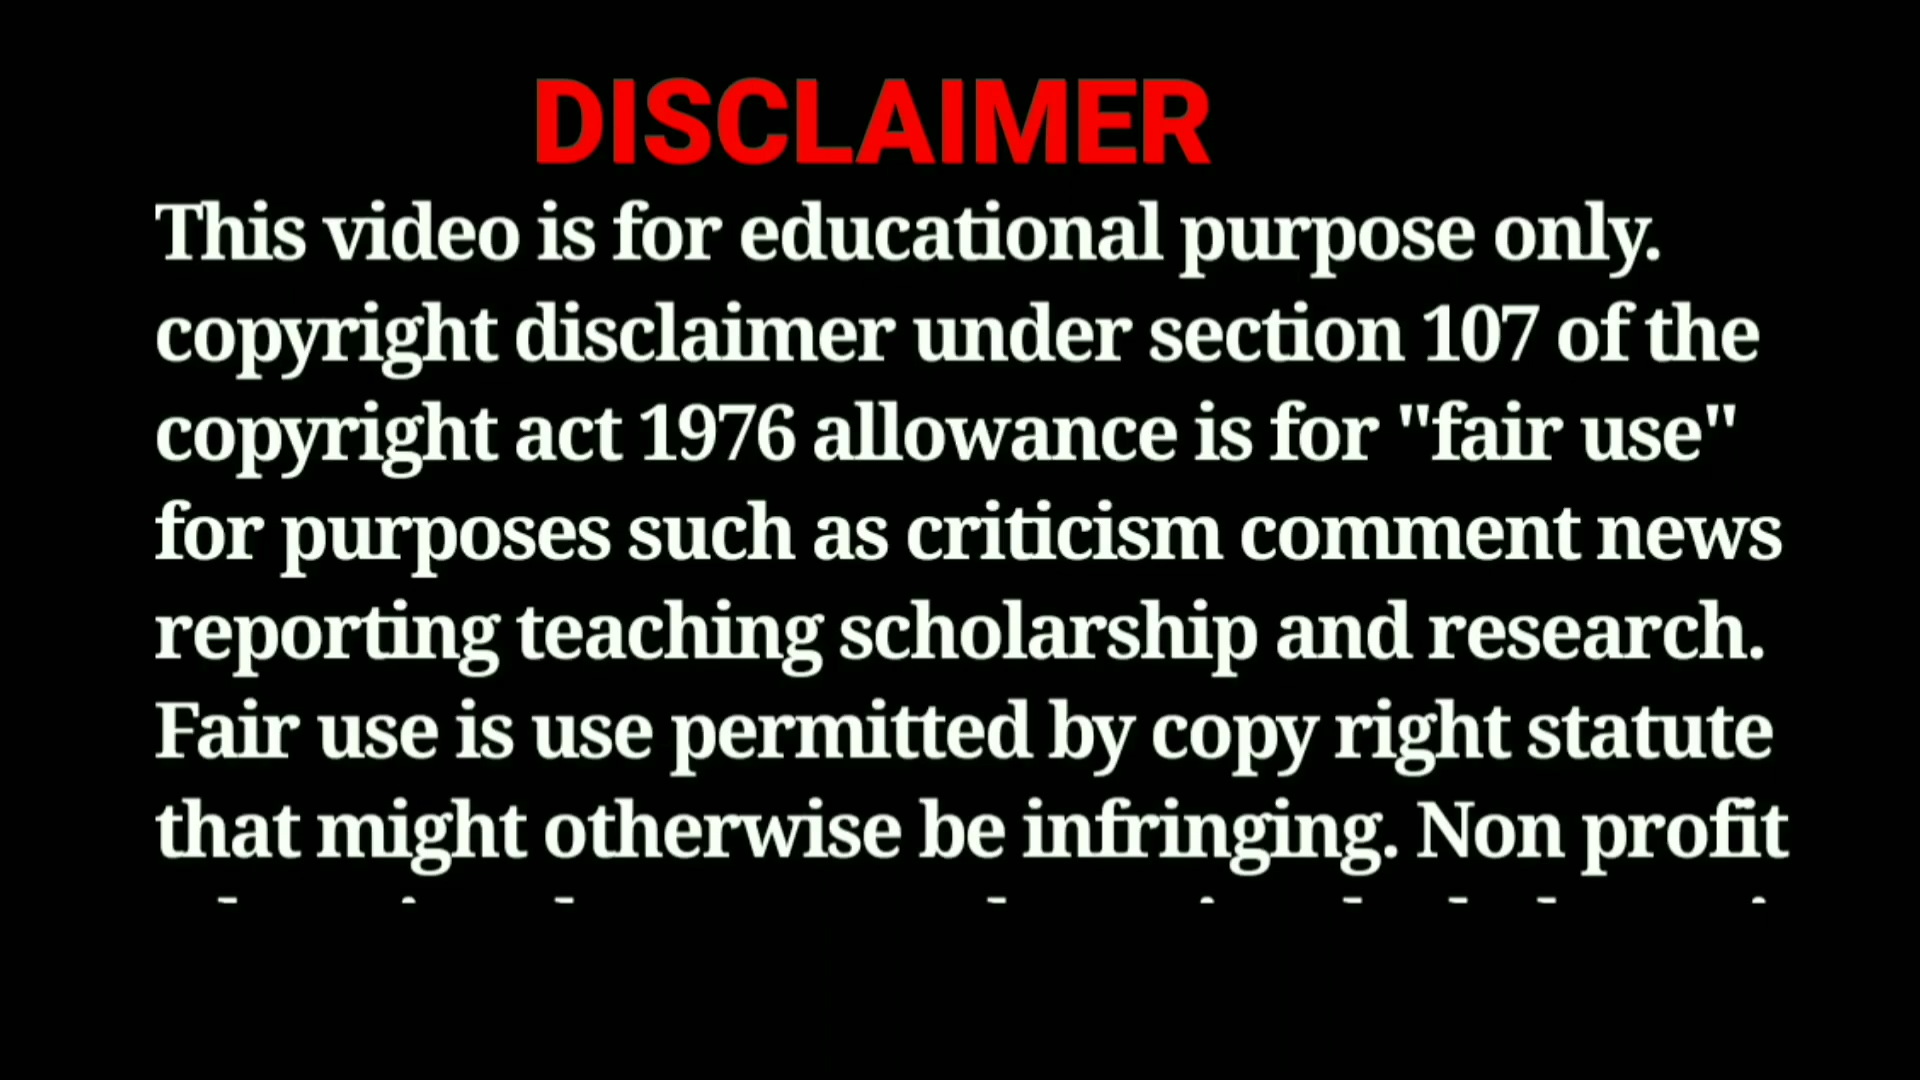 DISCLAIMER
This video is for educational purpose only.
copyright disclaimer under section 107 of the
copyright act 1976 allowance is for "fair use"
for purposes such as criticism comment news
reporting teaching scholarship and research.
Fair use is use permitted by copy right statute
that might otherwise be infringing. Non profit